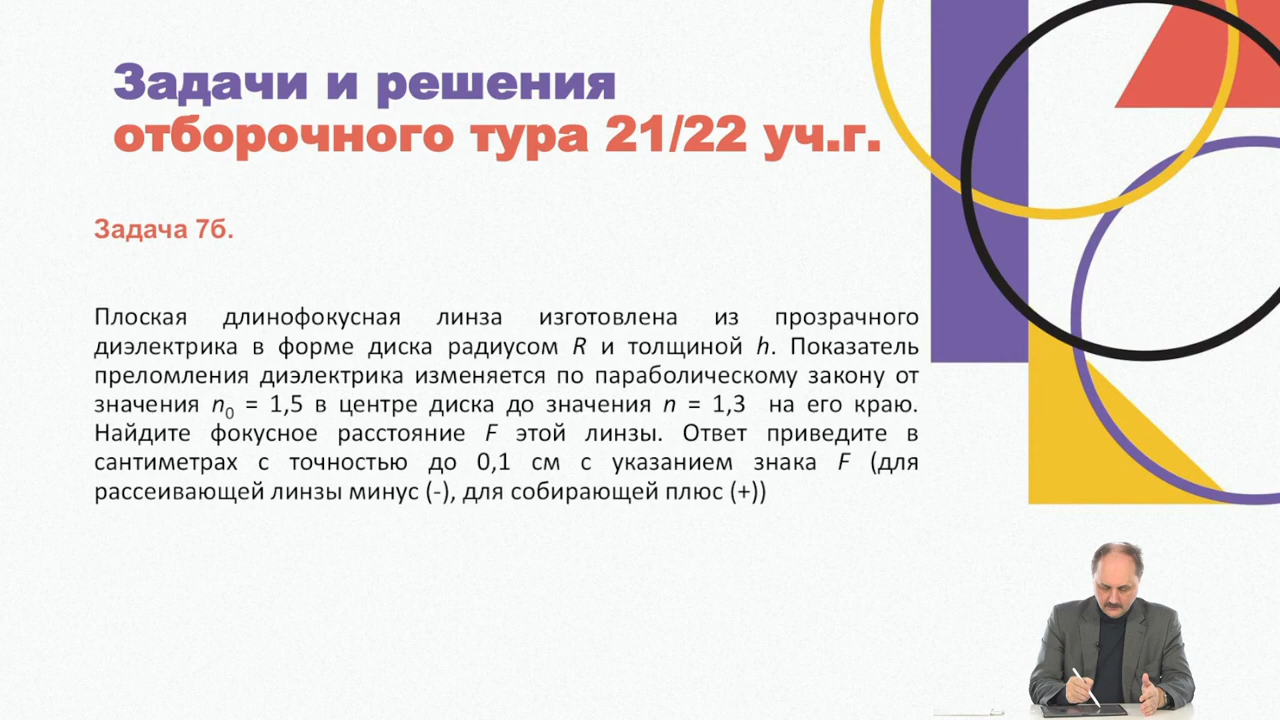 Задачи и решения
отборочного тура 21/22 уч.г.
Задача 7б.
Плоская длинофокусная линза изготовлена из прозрачного
диэлектрика в форме диска радиусом R и толщиной h. Показатель
преломления диэлектрика изменяется по параболическому закону от
значения n₀ = 1,5 в центре диска до значения n = 1,3 на его краю.
Найдите фокусное расстояние F этой линзы. Ответ приведите в
сантиметрах с точностью до 0,1 см с указанием знака F (для
рассеивающей линзы минус (-), для собирающей плюс (+))